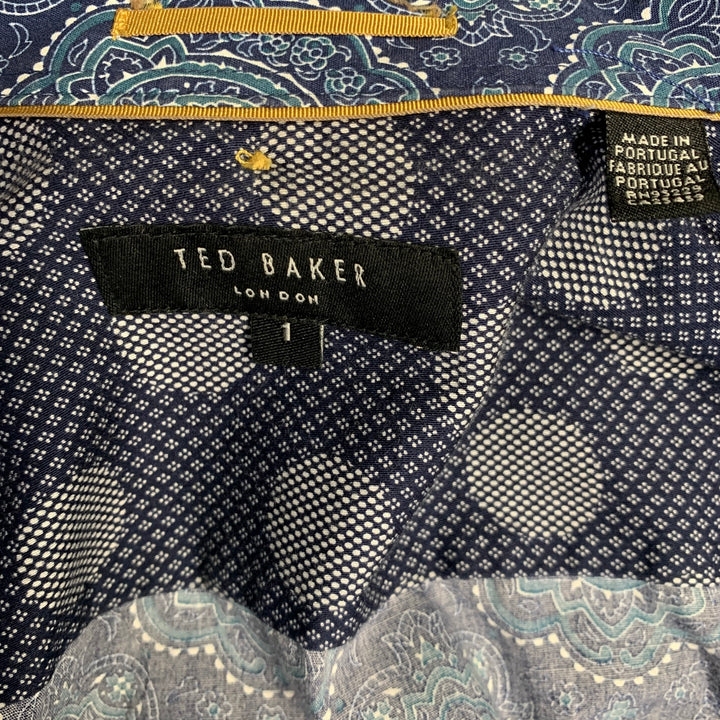 TED BAKER
LONDON
1
MADE IN
PORTUGAL
FABRIQUE AU
PORTUGAL